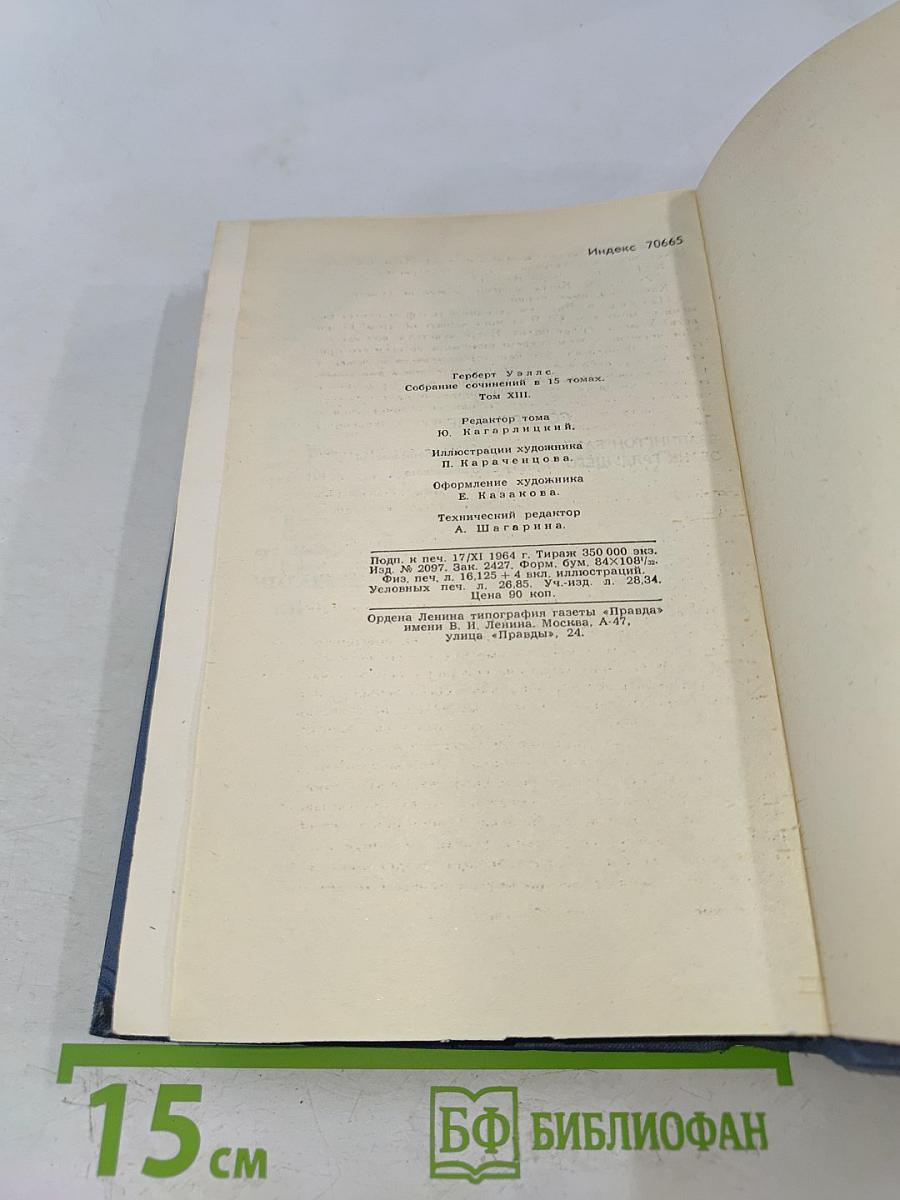 Индекс 70665
Герберт Уэллс.
Собрание сочинений в 15 томах.
Том XIII.
Редактор тома
Ю. Кагарлицкий.
Иллюстрации художника
П. Караченцова.
Оформление художника
Е. Казакова.
Технический редактор
А. Шагарина.
Подп. к печ. 17/XI 1964 г. Тираж 350 000 экз.
Изд. № 2097. Зак. 2427. Форм. бум. 84×108¹/₃₂.
Физ. печ. л. 16,125 + 4 вкл. иллюстраций.
Условных печ. л. 26,85. Уч.-изд. л. 28,34.
Цена 90 коп.
Ордена Ленина типография газеты «Правда»
имени В. И. Ленина. Москва, А-47,
улица «Правды», 24.
15 см
БФ БИБЛИОФАН